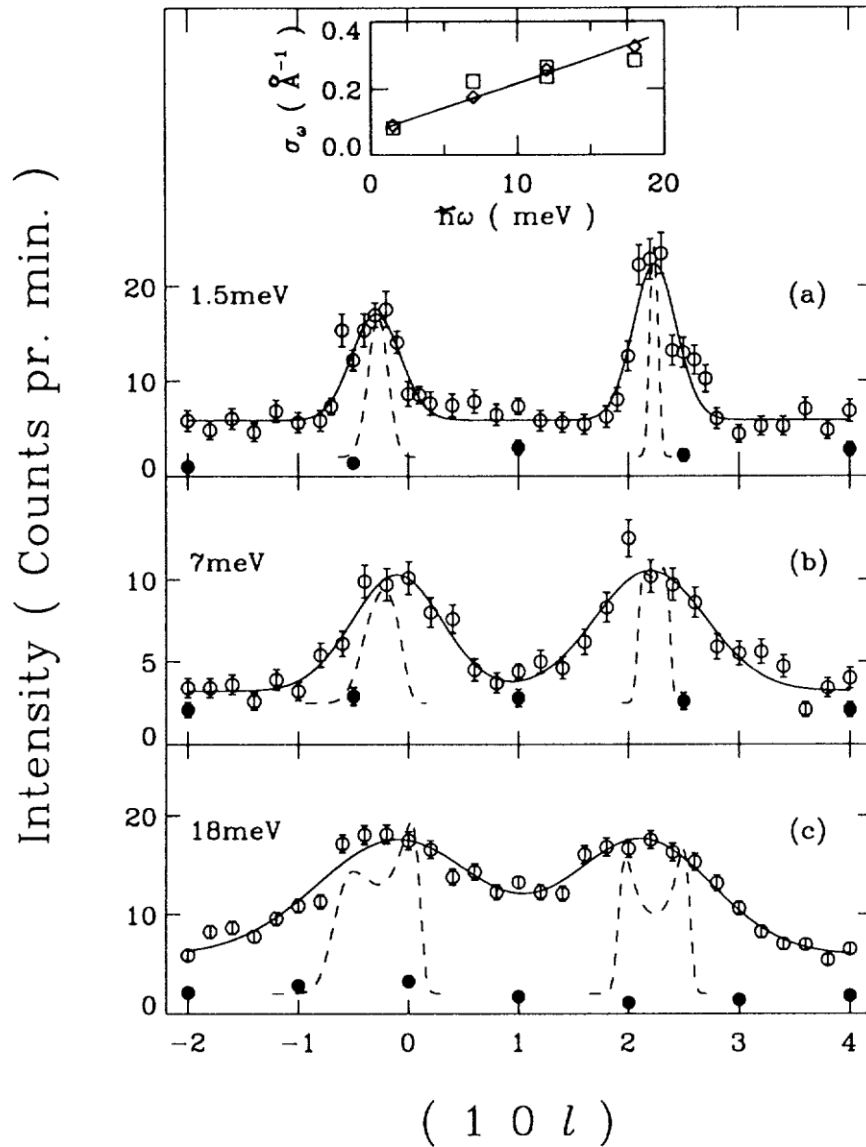 0.4
0.2
0.0
σω ( Å⁻¹ )
0 10 20
ħω ( meV )
Intensity ( Counts pr. min. )
20
10
0
1.5meV
(a)
10
5
0
7meV
(b)
20
10
0
18meV
(c)
−2 −1 0 1 2 3 4
( 1 0 l )